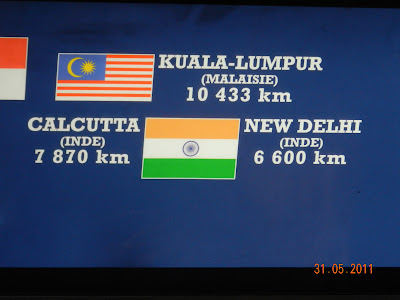 KUALA-LUMPUR
(MALAISIE)
10 433 km
CALCUTTA
(INDE)
7 870 km
NEW DELHI
(INDE)
6 600 km
31.05.2011